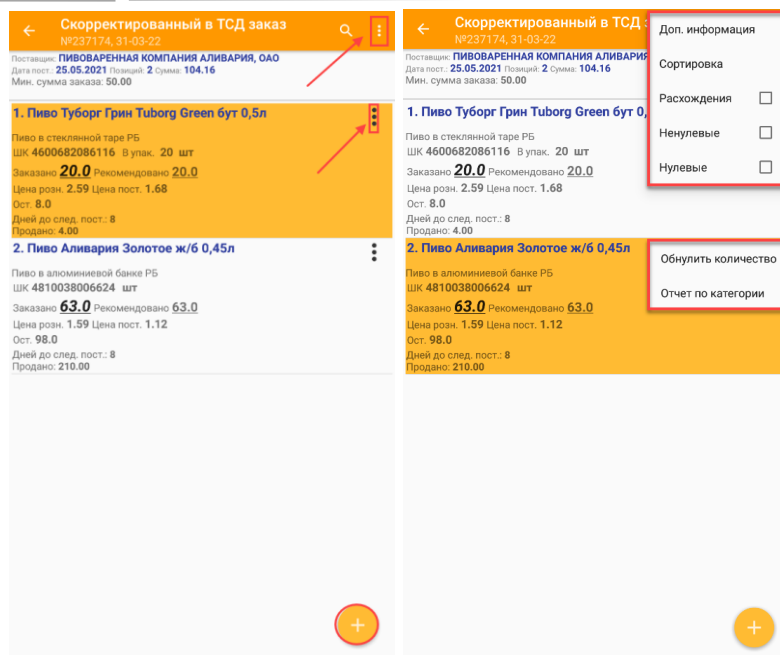 Скорректированный в ТСД заказ
№237174, 31-03-22
Поставщик: ПИВОВАРЕННАЯ КОМПАНИЯ АЛИВАРИЯ, ОАО
Дата пост.: 25.05.2021 Позиций: 2 Сумма: 104.16
Мин. сумма заказа: 50.00
1. Пиво Туборг Грин Tuborg Green бут 0,5л
Пиво в стеклянной таре РБ
ШК 4600682086116 В упак. 20 шт
Заказано 20.0 Рекомендовано 20.0
Цена розн. 2.59 Цена пост. 1.68
Ост. 8.0
Дней до след. пост.: 8
Продано: 4.00
2. Пиво Аливария Золотое ж/б 0,45л
Пиво в алюминиевой банке РБ
ШК 4810038006624 шт
Заказано 63.0 Рекомендовано 63.0
Цена розн. 1.59 Цена пост. 1.12
Ост. 98.0
Дней до след. пост.: 8
Продано: 210.00
Скорректированный в ТСД
№237174, 31-03-22
Поставщик: ПИВОВАРЕННАЯ КОМПАНИЯ АЛИВАРИЯ
Дата пост.: 25.05.2021 Позиций: 2 Сумма: 104.16
Мин. сумма заказа: 50.00
1. Пиво Туборг Грин Tuborg Green бут 0,
Пиво в стеклянной таре РБ
ШК 4600682086116 В упак. 20 шт
Заказано 20.0 Рекомендовано 20.0
Цена розн. 2.59 Цена пост. 1.68
Ост. 8.0
Дней до след. пост.: 8
Продано: 4.00
2. Пиво Аливария Золотое ж/б 0,45л
Пиво в алюминиевой банке РБ
ШК 4810038006624 шт
Заказано 63.0 Рекомендовано 63.0
Цена розн. 1.59 Цена пост. 1.12
Ост. 98.0
Дней до след. пост.: 8
Продано: 210.00
Доп. информация
Сортировка
Расхождения
Ненулевые
Нулевые
Обнулить количество
Отчет по категории